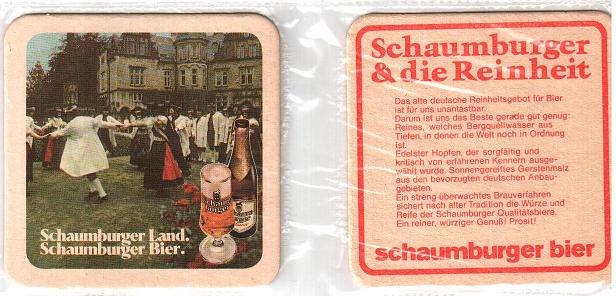 Schaumburger Land.
Schaumburger Bier.
Schaumburger
& die Reinheit
Das alte deutsche Reinheitsgebot für Bier
ist für uns unantastbar.
Darum ist uns das Beste gerade gut genug:
Reines, weiches Bergquellwasser aus
Tiefen, in denen die Welt noch in Ordnung
ist.
Edelster Hopfen, der sorgfältig und
kritisch von erfahrenen Kennern ausge-
wählt wurde. Sonnengereiftes Gerstenmalz
aus den bevorzugten deutschen Anbau-
gebieten.
Ein streng überwachtes Brauverfahren
sichert nach alter Tradition die Würze und
Reife der Schaumburger Qualitätsbiere.
Ein reiner, würziger Genuß! Prosit!
schaumburger bier